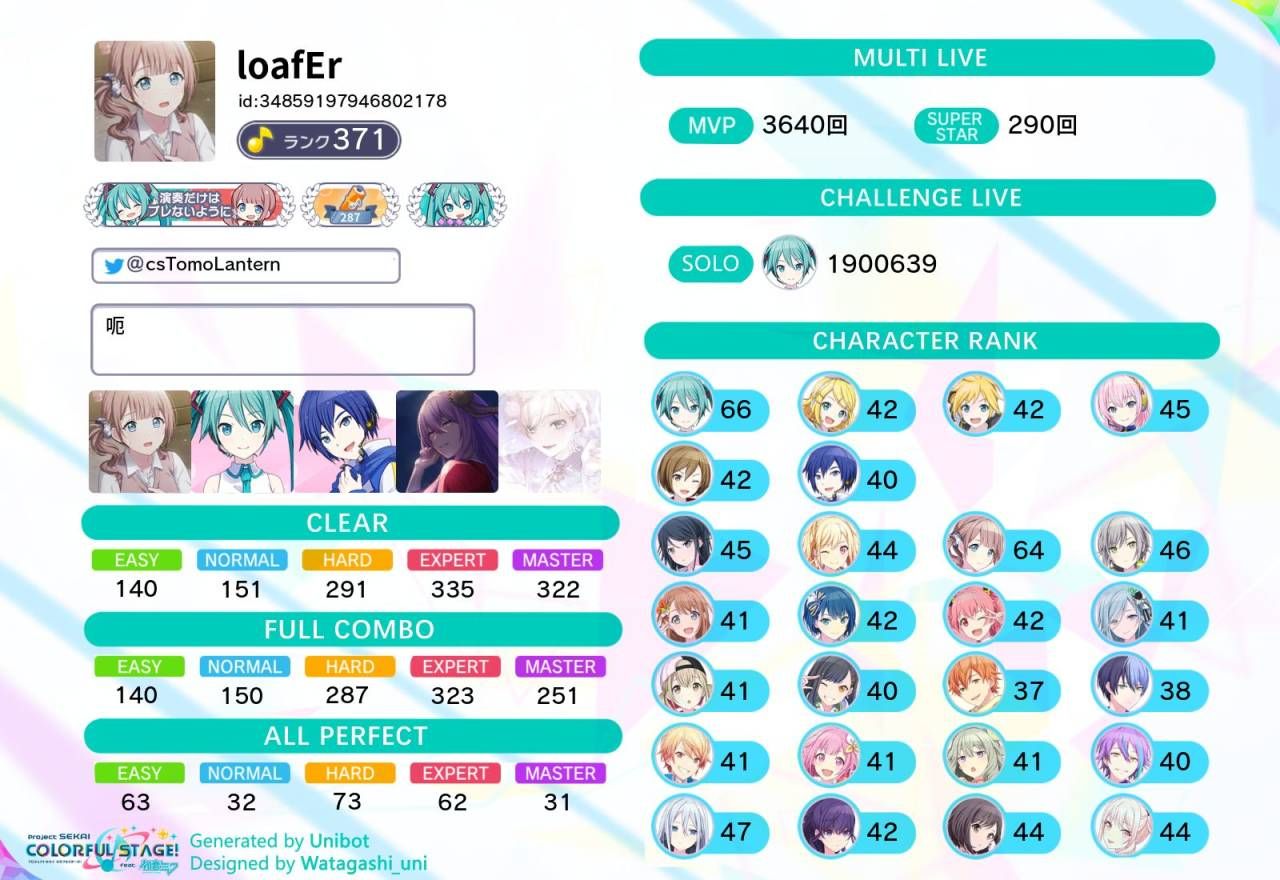 loafEr
id:34859197946802178
ランク371
演奏だけは
ブレないように
287
@csTomoLantern
呃
CLEAR
EASY NORMAL HARD EXPERT MASTER
140 151 291 335 322
FULL COMBO
EASY NORMAL HARD EXPERT MASTER
140 150 287 323 251
ALL PERFECT
EASY NORMAL HARD EXPERT MASTER
63 32 73 62 31
Project SEKAI
COLORFUL STAGE!
feat. 初音ミク
Generated by Unibot
Designed by Watagashi_uni
MULTI LIVE
MVP 3640回
SUPER STAR 290回
CHALLENGE LIVE
SOLO 1900639
CHARACTER RANK
66 42 42 45
42 40
45 44 64 46
41 42 42 41
41 40 37 38
41 41 41 40
47 42 44 44